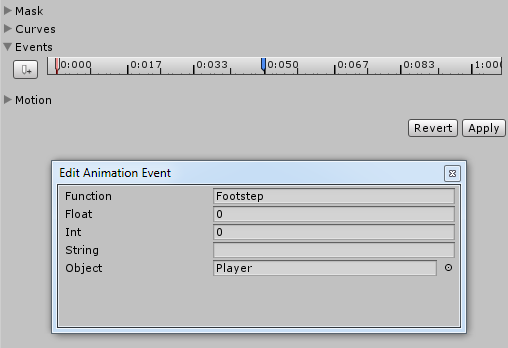 Mask
Curves
Events
0:000 0:017 0:033 0:050 0:067 0:083 1:00
Motion
Revert Apply
Edit Animation Event
Function Footstep
Float 0
Int 0
String
Object Player